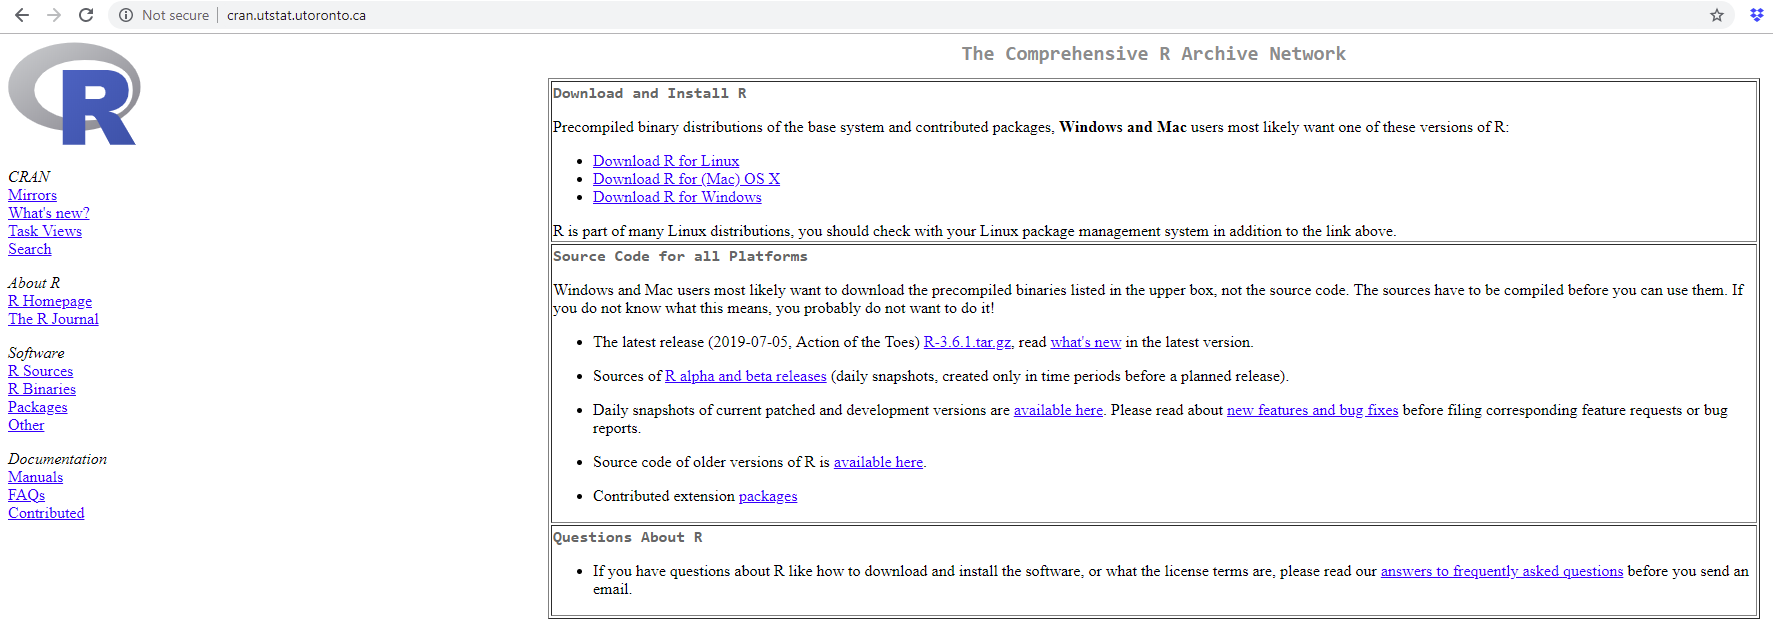 Not secure | cran.utstat.utoronto.ca
R
CRAN
Mirrors
What's new?
Task Views
Search
About R
R Homepage
The R Journal
Software
R Sources
R Binaries
Packages
Other
Documentation
Manuals
FAQs
Contributed
The Comprehensive R Archive Network
Download and Install R
Precompiled binary distributions of the base system and contributed packages, Windows and Mac users most likely want one of these versions of R:
• Download R for Linux
• Download R for (Mac) OS X
• Download R for Windows
R is part of many Linux distributions, you should check with your Linux package management system in addition to the link above.
Source Code for all Platforms
Windows and Mac users most likely want to download the precompiled binaries listed in the upper box, not the source code. The sources have to be compiled before you can use them. If
you do not know what this means, you probably do not want to do it!
• The latest release (2019-07-05, Action of the Toes) R-3.6.1.tar.gz, read what's new in the latest version.
• Sources of R alpha and beta releases (daily snapshots, created only in time periods before a planned release).
• Daily snapshots of current patched and development versions are available here. Please read about new features and bug fixes before filing corresponding feature requests or bug
reports.
• Source code of older versions of R is available here.
• Contributed extension packages
Questions About R
• If you have questions about R like how to download and install the software, or what the license terms are, please read our answers to frequently asked questions before you send an
email.